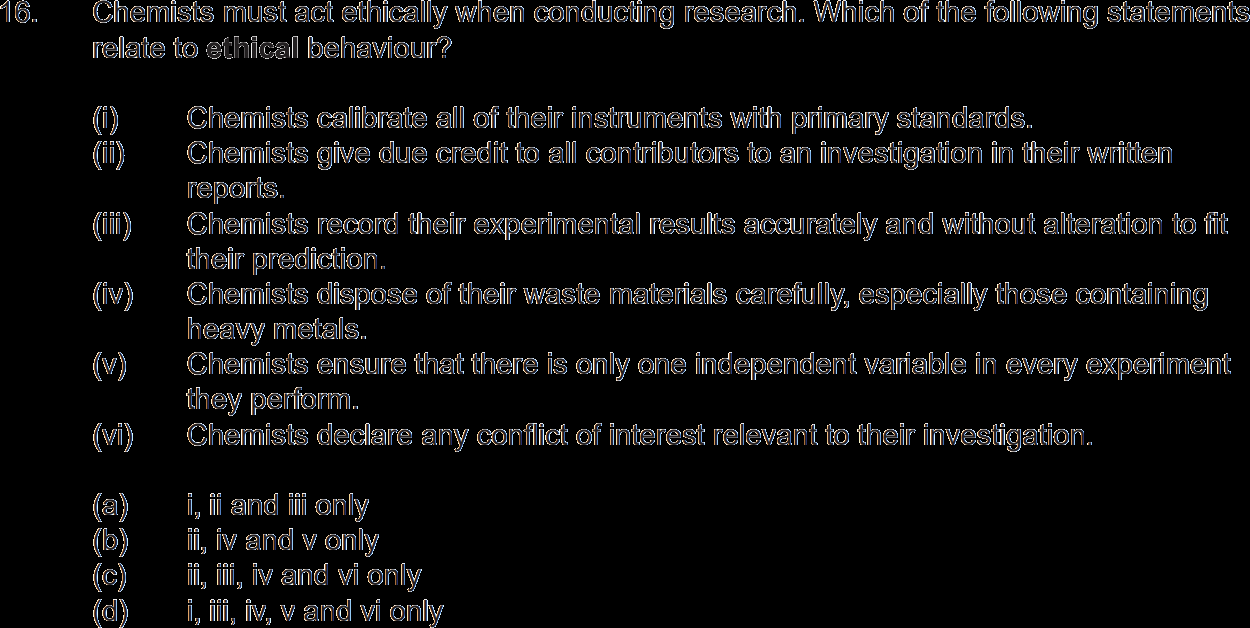 16. Chemists must act ethically when conducting research. Which of the following statements
relate to ethical behaviour?
(i) Chemists calibrate all of their instruments with primary standards.
(ii) Chemists give due credit to all contributors to an investigation in their written
reports.
(iii) Chemists record their experimental results accurately and without alteration to fit
their prediction.
(iv) Chemists dispose of their waste materials carefully, especially those containing
heavy metals.
(v) Chemists ensure that there is only one independent variable in every experiment
they perform.
(vi) Chemists declare any conflict of interest relevant to their investigation.
(a) i, ii and iii only
(b) ii, iv and v only
(c) ii, iii, iv and vi only
(d) i, iii, iv, v and vi only